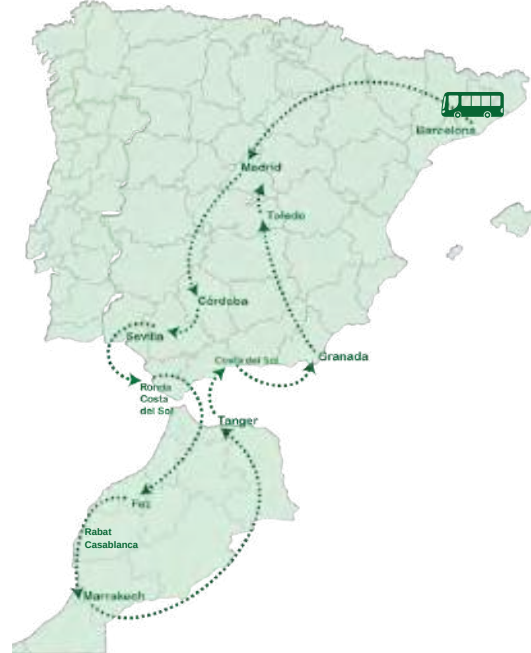 Barcelona
Madrid
Toledo
Córdoba
Sevilla
Costa del Sol
Granada
Ronda
Costa
del Sol
Tanger
Fez
Rabat
Casablanca
Marrakech